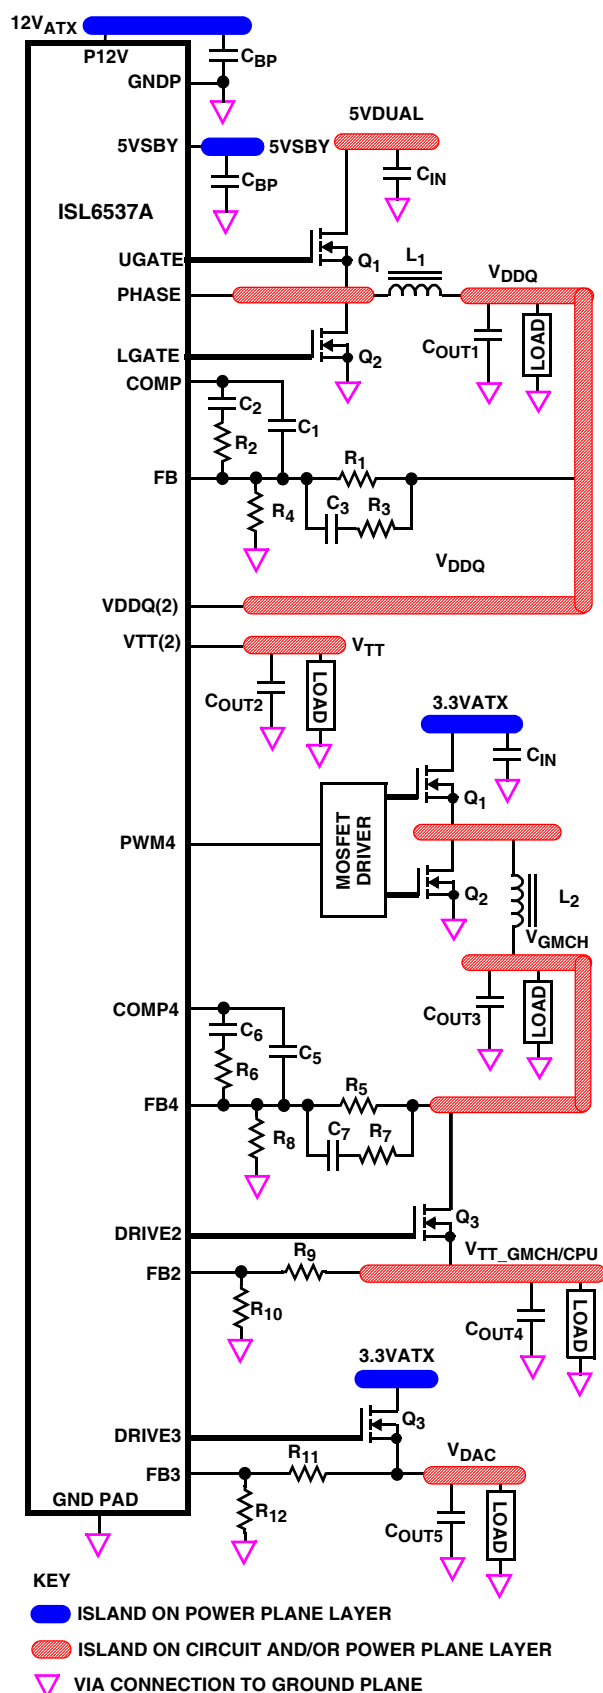 12VATX
P12V
CBP
GNDP
5VDUAL
5VSBY
5VSBY
CBP
CIN
ISL6537A
UGATE
Q1
L1
VDDQ
PHASE
COUT1
LOAD
LGATE
Q2
COMP
C2
C1
R2
R1
FB
R4
C3
R3
VDDQ
VDDQ(2)
VTT(2)
VTT
COUT2
LOAD
3.3VATX
CIN
Q1
PWM4
MOSFET
DRIVER
Q2
L2
VGMCH
COMP4
COUT3
LOAD
C6
C5
R6
R5
FB4
R8
C7
R7
Q3
DRIVE2
R9
VTT_GMCH/CPU
FB2
R10
COUT4
LOAD
3.3VATX
Q3
DRIVE3
R11
VDAC
FB3
GND PAD
R12
COUT5
LOAD
KEY
ISLAND ON POWER PLANE LAYER
ISLAND ON CIRCUIT AND/OR POWER PLANE LAYER
VIA CONNECTION TO GROUND PLANE